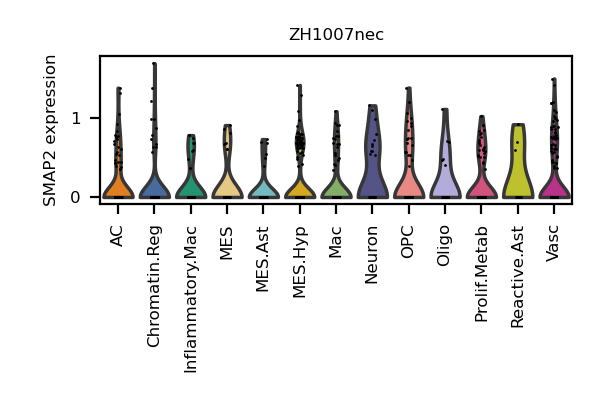 ZH1007nec
SMAP2 expression
1
0
AC
Chromatin.Reg
Inflammatory.Mac
MES
MES.Ast
MES.Hyp
Mac
Neuron
OPC
Oligo
Prolif.Metab
Reactive.Ast
Vasc